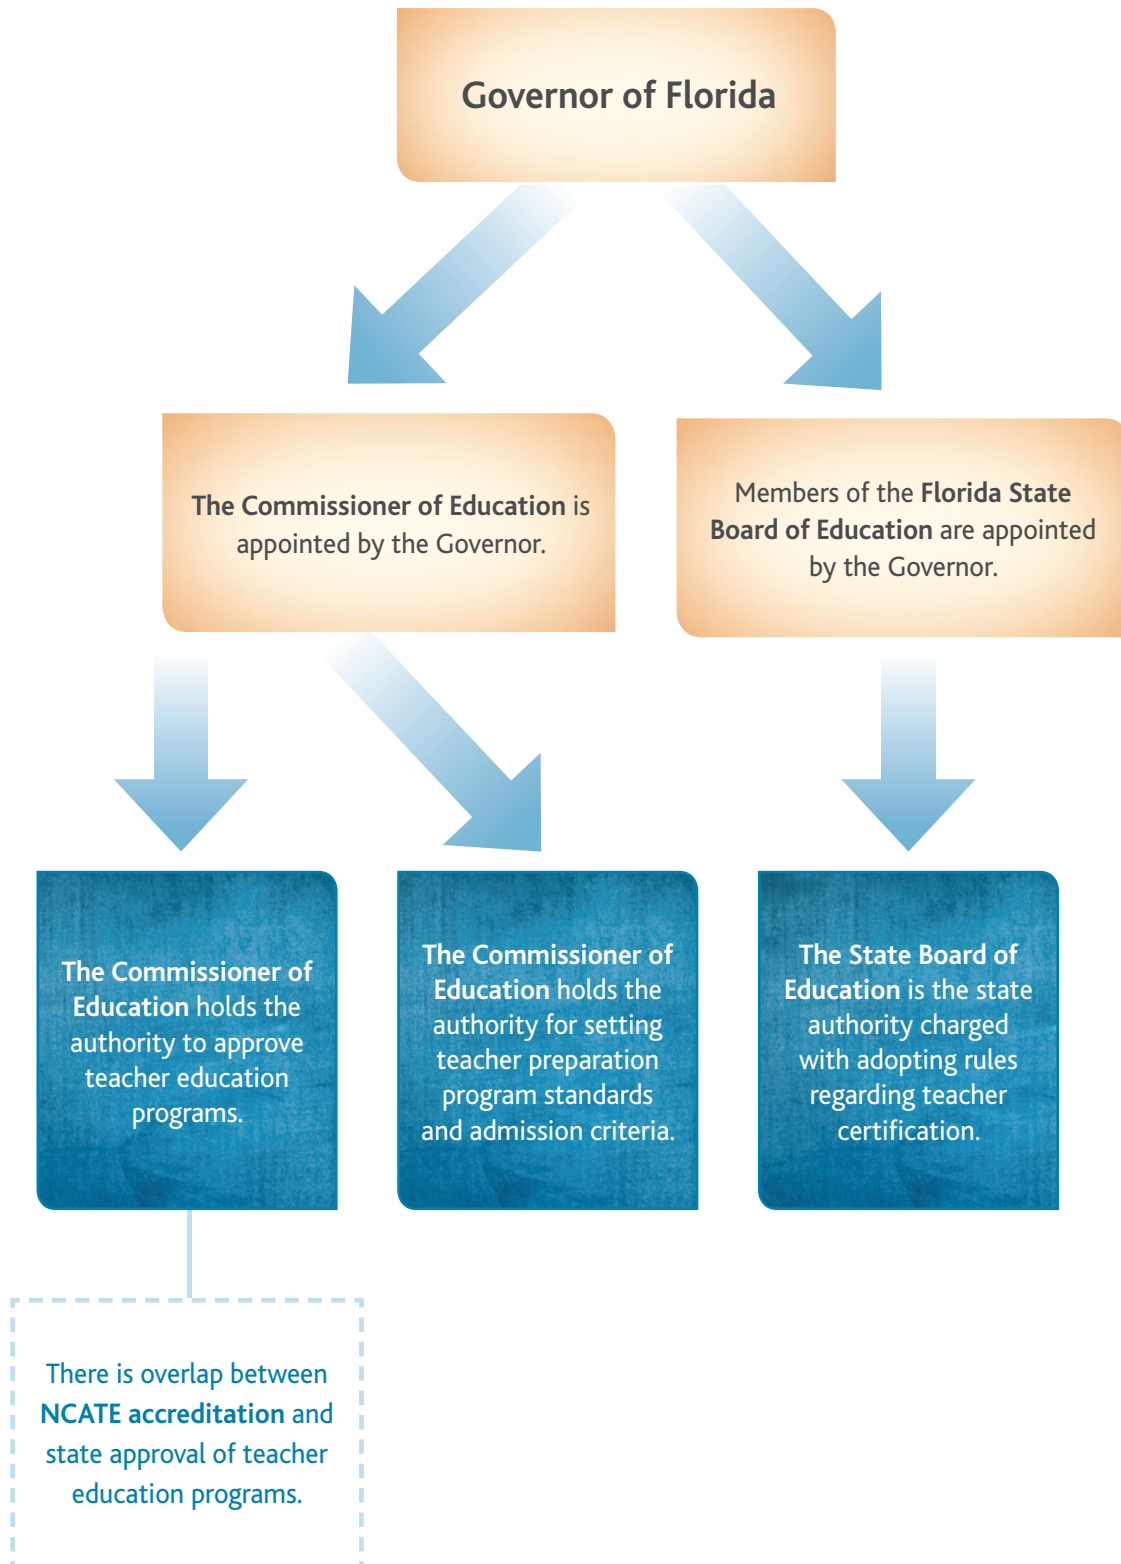 Governor of Florida
The Commissioner of Education is
appointed by the Governor.
Members of the Florida State
Board of Education are appointed
by the Governor.
The Commissioner of
Education holds the
authority to approve
teacher education
programs.
The Commissioner of
Education holds the
authority for setting
teacher preparation
program standards
and admission criteria.
The State Board of
Education is the state
authority charged
with adopting rules
regarding teacher
certification.
There is overlap between
NCATE accreditation and
state approval of teacher
education programs.